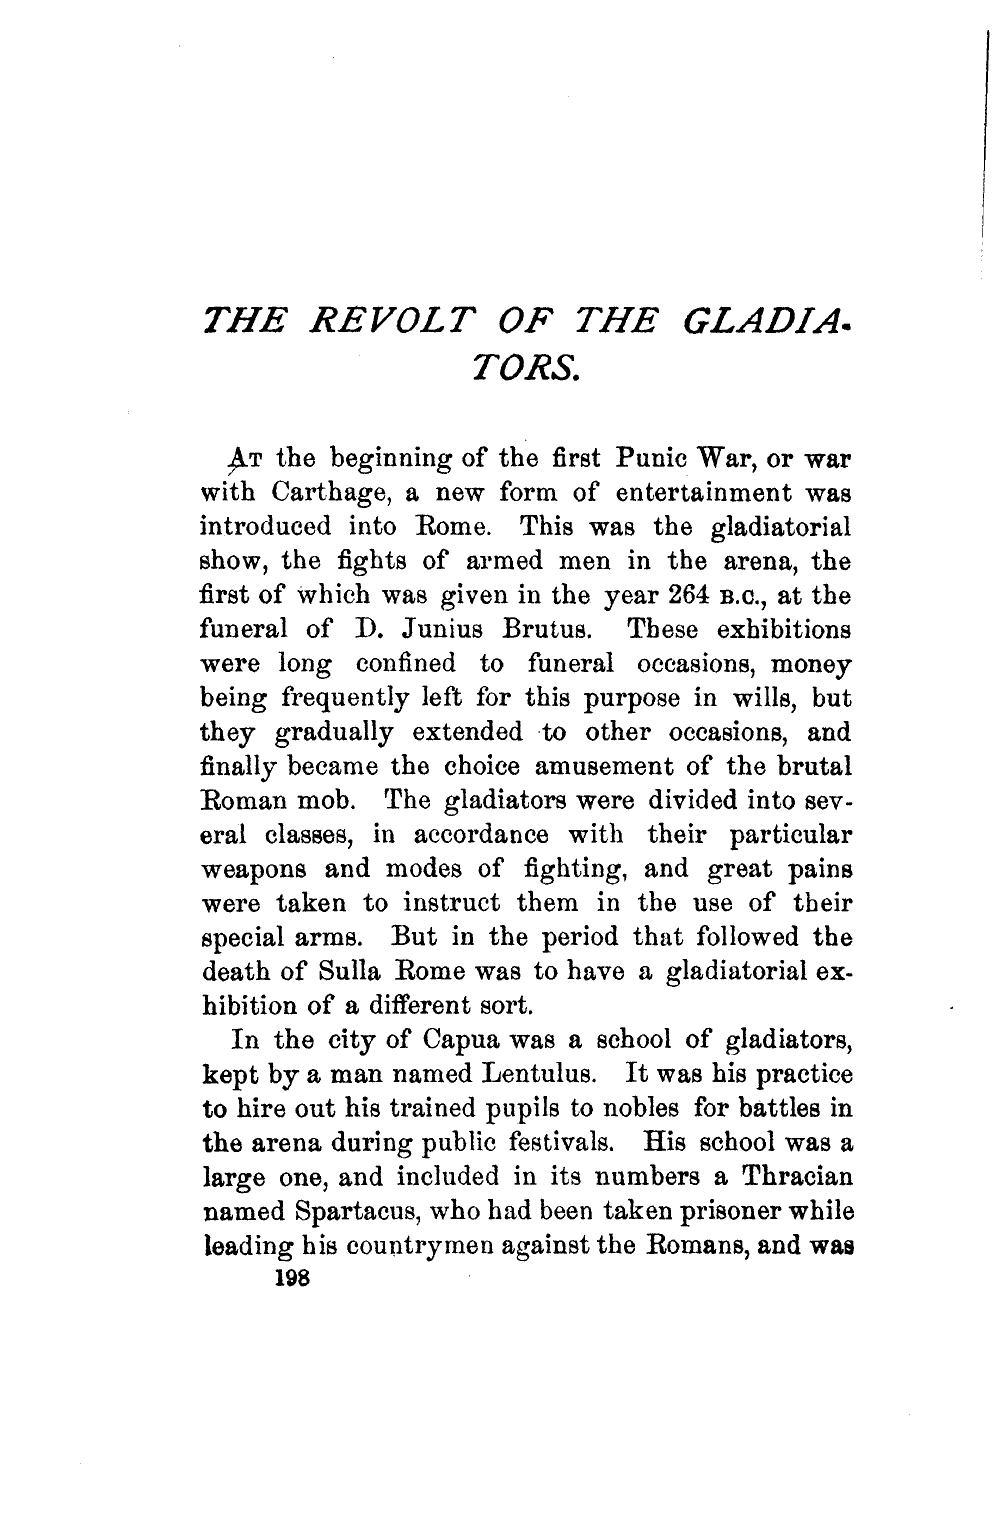 THE REVOLT OF THE GLADIA-
TORS.
AT the beginning of the first Punic War, or war
with Carthage, a new form of entertainment was
introduced into Rome. This was the gladiatorial
show, the fights of armed men in the arena, the
first of which was given in the year 264 B.C., at the
funeral of D. Junius Brutus. These exhibitions
were long confined to funeral occasions, money
being frequently left for this purpose in wills, but
they gradually extended to other occasions, and
finally became the choice amusement of the brutal
Roman mob. The gladiators were divided into sev-
eral classes, in accordance with their particular
weapons and modes of fighting, and great pains
were taken to instruct them in the use of their
special arms. But in the period that followed the
death of Sulla Rome was to have a gladiatorial ex-
hibition of a different sort.
In the city of Capua was a school of gladiators,
kept by a man named Lentulus. It was his practice
to hire out his trained pupils to nobles for battles in
the arena during public festivals. His school was a
large one, and included in its numbers a Thracian
named Spartacus, who had been taken prisoner while
leading his countrymen against the Romans, and was
198